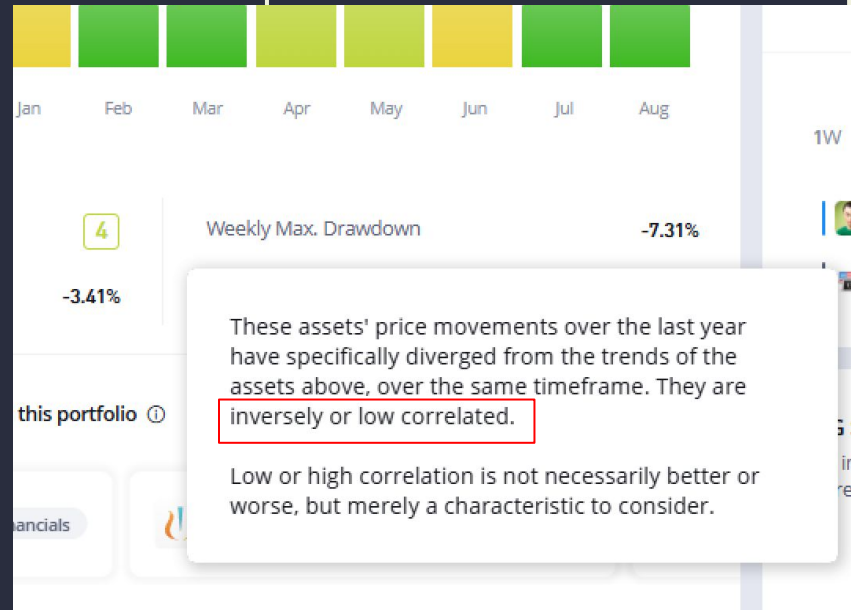 Jan Feb Mar Apr May Jun Jul Aug
1W
4 Weekly Max. Drawdown -7.31%
-3.41%
These assets' price movements over the last year
have specifically diverged from the trends of the
assets above, over the same timeframe. They are
inversely or low correlated.
this portfolio
Low or high correlation is not necessarily better or
worse, but merely a characteristic to consider.
ancials